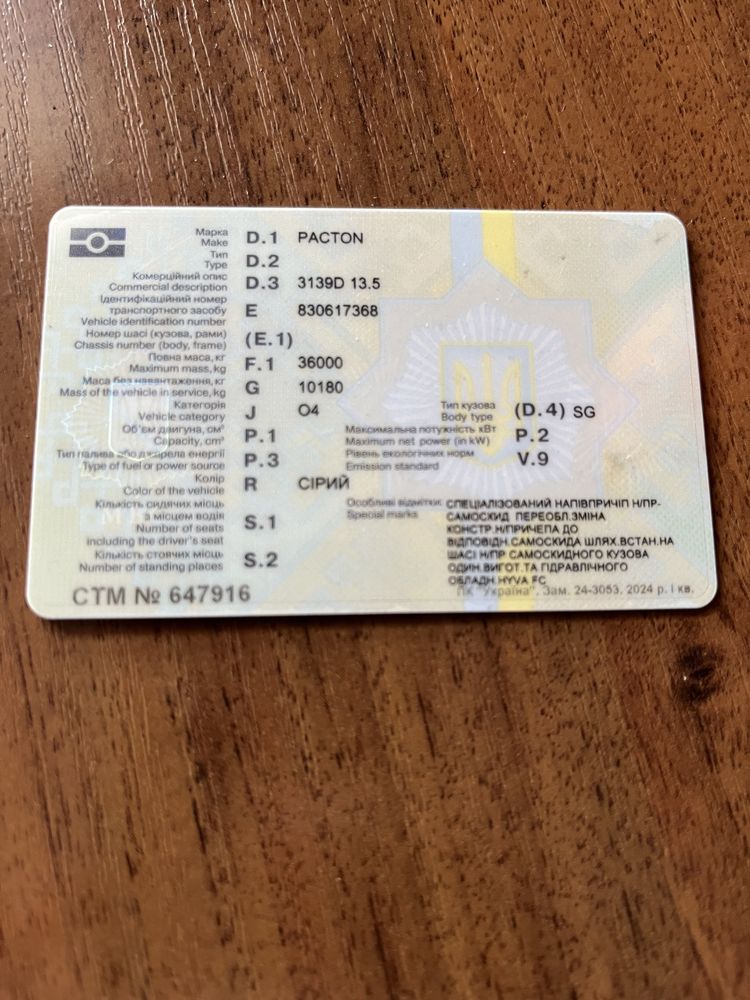 Марка
Make D.1 PACTON
Тип
Type D.2
Комерційний опис
Commercial description D.3 3139D 13.5
Ідентифікаційний номер
транспортного засобу E 830617368
Vehicle identification number
Номер шасі (кузова, рами) (E.1)
Chassis number (body, frame)
Повна маса, кг
Maximum mass, kg F.1 36000
Маса без навантаження, кг
Mass of the vehicle in service, kg G 10180
Категорія
Vehicle category J O4
Тип кузова
Body type (D.4) SG
Об'єм двигуна, см³
Capacity, cm³ P.1
Максимальна потужність кВт
Maximum net power (in kW) P.2
Тип палива або джерела енергії
Type of fuel or power source P.3
Рівень екологічних норм
Emission standard V.9
Колір
Color of the vehicle R СІРИЙ
Кількість сидячих місць
з місцем водія S.1
Number of seats
including the driver's seat
Кількість стоячих місць
Number of standing places S.2
Особливі відмітки
Special marks
СПЕЦІАЛІЗОВАНИЙ НАПІВПРИЧІП Н/ПР-
САМОСКИД ПЕРЕОБЛ.ЗМІНА
КОНСТР.Н/ПРИЧЕПА ДО
ВІДПОВІДН.САМОСКИДА ШЛЯХ.ВСТАН.НА
ШАСІ Н/ПР САМОСКИДНОГО КУЗОВА
ОДИН.ВИГОТ.ТА ГІДРАВЛІЧНОГО
ОБЛАДН.HYVA FC
СТМ № 647916
ПК "Україна". Зам. 24-3053. 2024 р. І кв.